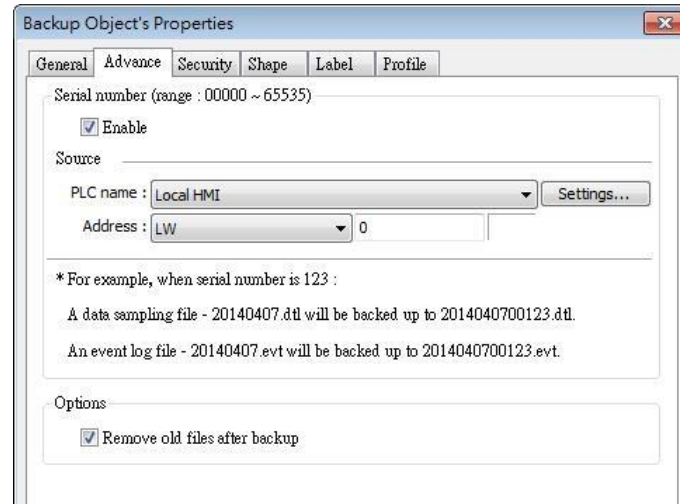 Backup Object's Properties
General Advance Security Shape Label Profile
Serial number (range : 00000 ~ 65535)
Enable
Source
PLC name : Local HMI Settings...
Address : LW 0
* For example, when serial number is 123 :
A data sampling file - 20140407.dtl will be backed up to 2014040700123.dtl.
An event log file - 20140407.evt will be backed up to 2014040700123.evt.
Options
Remove old files after backup